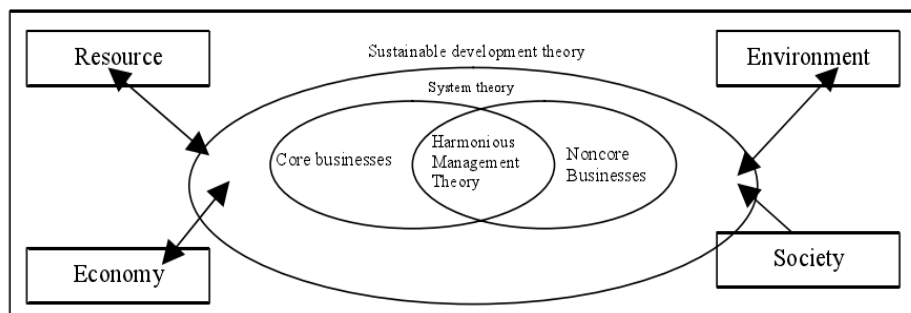 Resource
Sustainable development theory
Environment
System theory
Core businesses
Harmonious
Management
Theory
Noncore
Businesses
Economy
Society